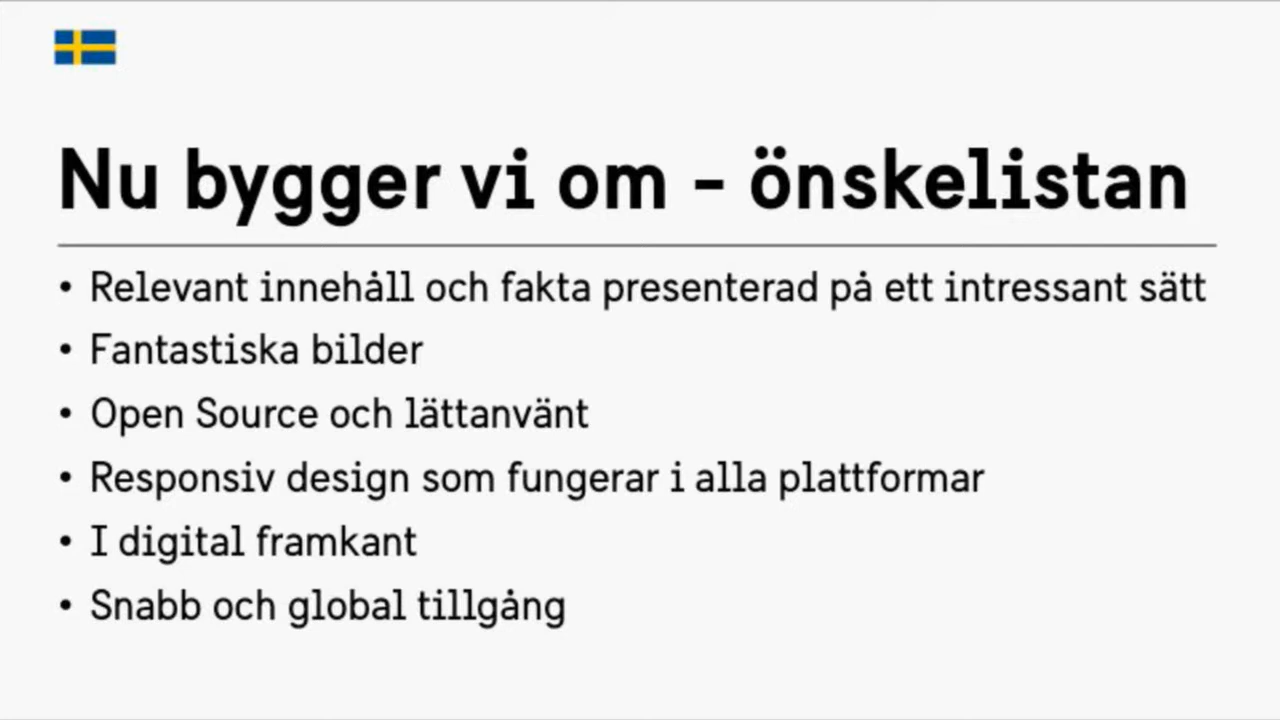 Nu bygger vi om - önskelistan
• Relevant innehåll och fakta presenterad på ett intressant sätt
• Fantastiska bilder
• Open Source och lättanvänt
• Responsiv design som fungerar i alla plattformar
• I digital framkant
• Snabb och global tillgång